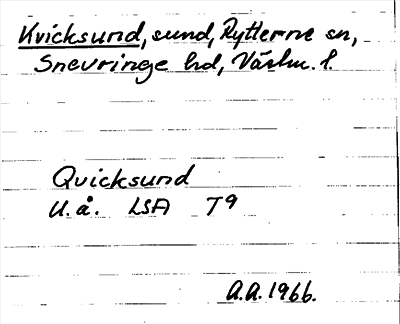 Kvicksund, sund, Rytterne sn,
Snevringe hd, Västm. l.
Quicksund
U.å. LSA T9
A.A. 1966.